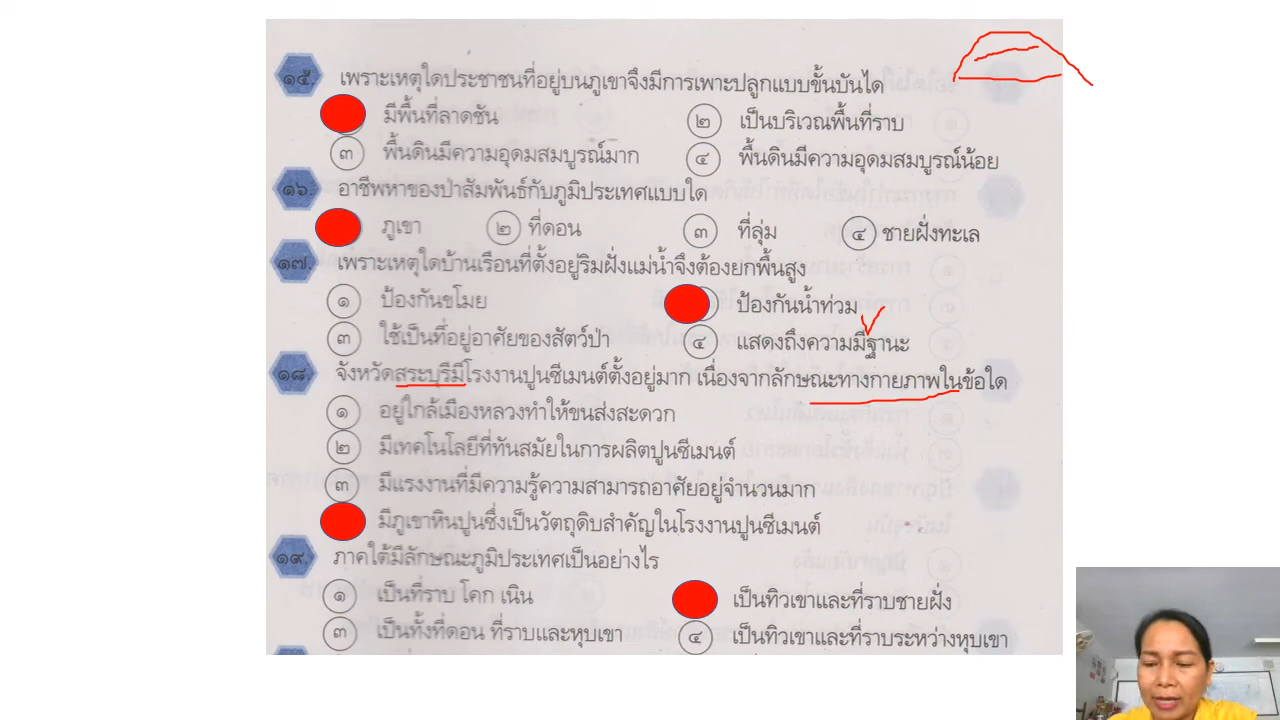 ๑๕. เพราะเหตุใดประชาชนที่อยู่บนภูเขาจึงมีการเพาะปลูกแบบขั้นบันได
มีพื้นที่ลาดชัน ๒ เป็นบริเวณพื้นที่ราบ
๓ พื้นดินมีความอุดมสมบูรณ์มาก ๔ พื้นดินมีความอุดมสมบูรณ์น้อย
๑๖. อาชีพหาของป่าสัมพันธ์กับภูมิประเทศแบบใด
ภูเขา ๒ ที่ดอน ๓ ที่ลุ่ม ๔ ชายฝั่งทะเล
๑๗. เพราะเหตุใดบ้านเรือนที่ตั้งอยู่ริมฝั่งแม่น้ำจึงต้องยกพื้นสูง
๑ ป้องกันขโมย ป้องกันน้ำท่วม
๓ ใช้เป็นที่อยู่อาศัยของสัตว์ป่า ๔ แสดงถึงความมีฐานะ
๑๘. จังหวัดสระบุรีมีโรงงานปูนซีเมนต์ตั้งอยู่มาก เนื่องจากลักษณะทางกายภาพในข้อใด
๑ อยู่ใกล้เมืองหลวงทำให้ขนส่งสะดวก
๒ มีเทคโนโลยีที่ทันสมัยในการผลิตปูนซีเมนต์
๓ มีแรงงานที่มีความรู้ความสามารถอาศัยอยู่จำนวนมาก
มีภูเขาหินปูนซึ่งเป็นวัตถุดิบสำคัญในโรงงานปูนซีเมนต์
๑๙. ภาคใต้มีลักษณะภูมิประเทศเป็นอย่างไร
๑ เป็นที่ราบ โคก เนิน เป็นทิวเขาและที่ราบชายฝั่ง
๓ เป็นทั้งที่ดอน ที่ราบและหุบเขา ๔ เป็นทิวเขาและที่ราบระหว่างหุบเขา